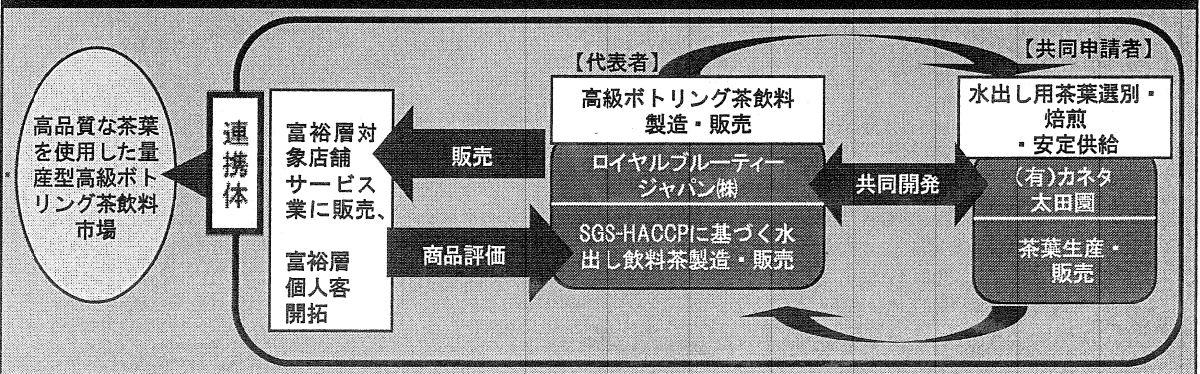 高品質な茶葉
を使用した量
産型高級ボト
リング茶飲料
市場
連携体
富裕層対
象店舗
サービス
業に販売、
富裕層
個人客
開拓
販売
商品評価
【代表者】
高級ボトリング茶飲料
製造・販売
ロイヤルブルーティー
ジャパン㈱
SGS-HACCPに基づく水
出し飲料茶製造・販売
共同開発
【共同申請者】
水出し用茶葉選別・
焙煎
・安定供給
(有)カネタ
太田園
茶葉生産・
販売